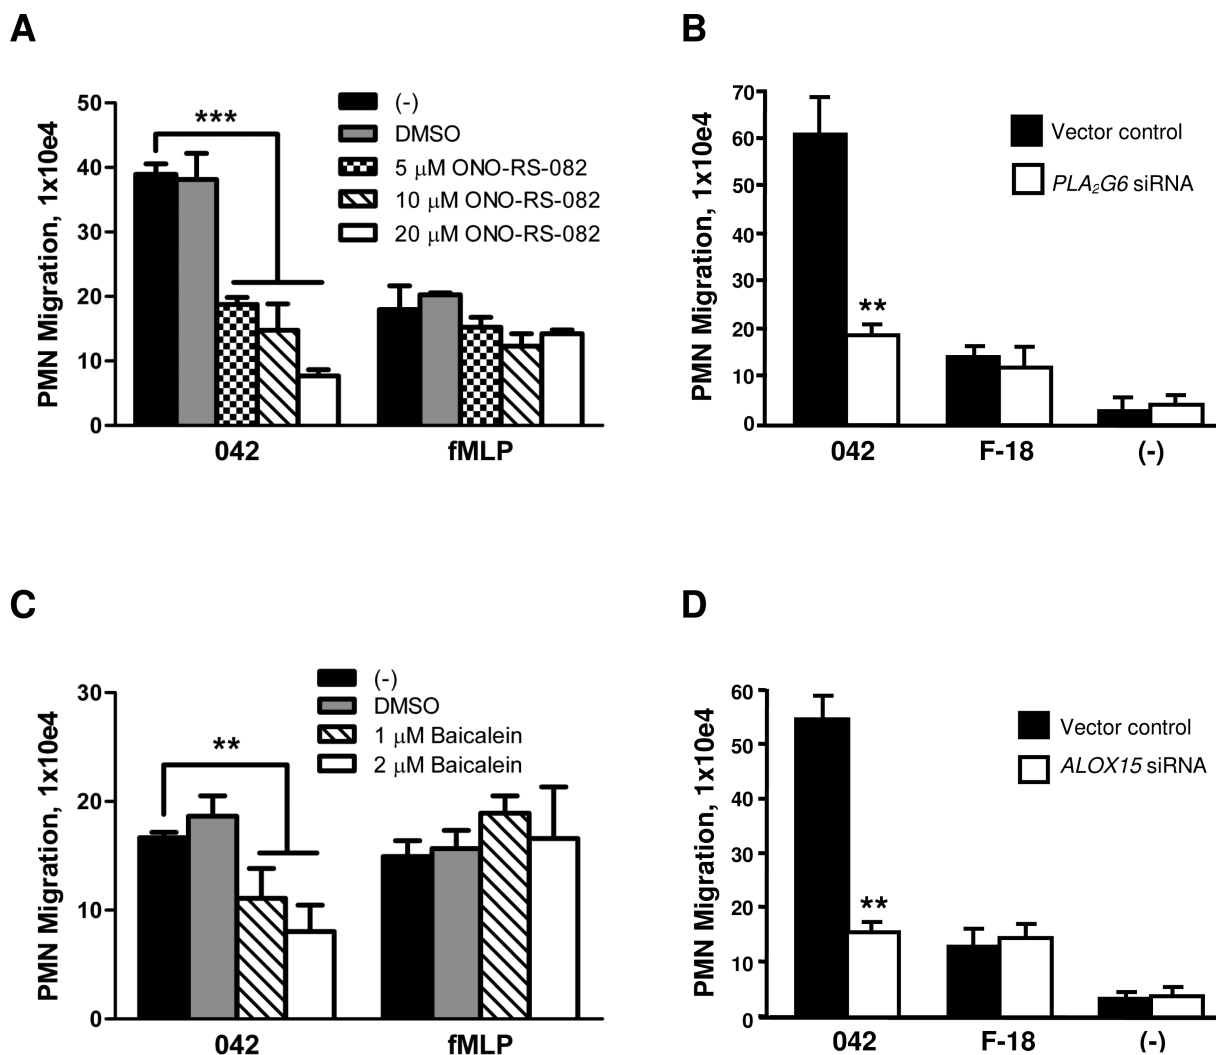 A
PMN Migration, 1x10e4
50
40
30
20
10
0
***
(-)
DMSO
5 μM ONO-RS-082
10 μM ONO-RS-082
20 μM ONO-RS-082
042
fMLP
B
PMN Migration, 1x10e4
70
60
50
40
30
20
10
0
**
Vector control
PLA₂G6 siRNA
042
F-18
(-)
C
PMN Migration, 1x10e4
30
20
10
0
**
(-)
DMSO
1 μM Baicalein
2 μM Baicalein
042
fMLP
D
PMN Migration, 1x10e4
60
50
40
30
20
10
0
**
Vector control
ALOX15 siRNA
042
F-18
(-)